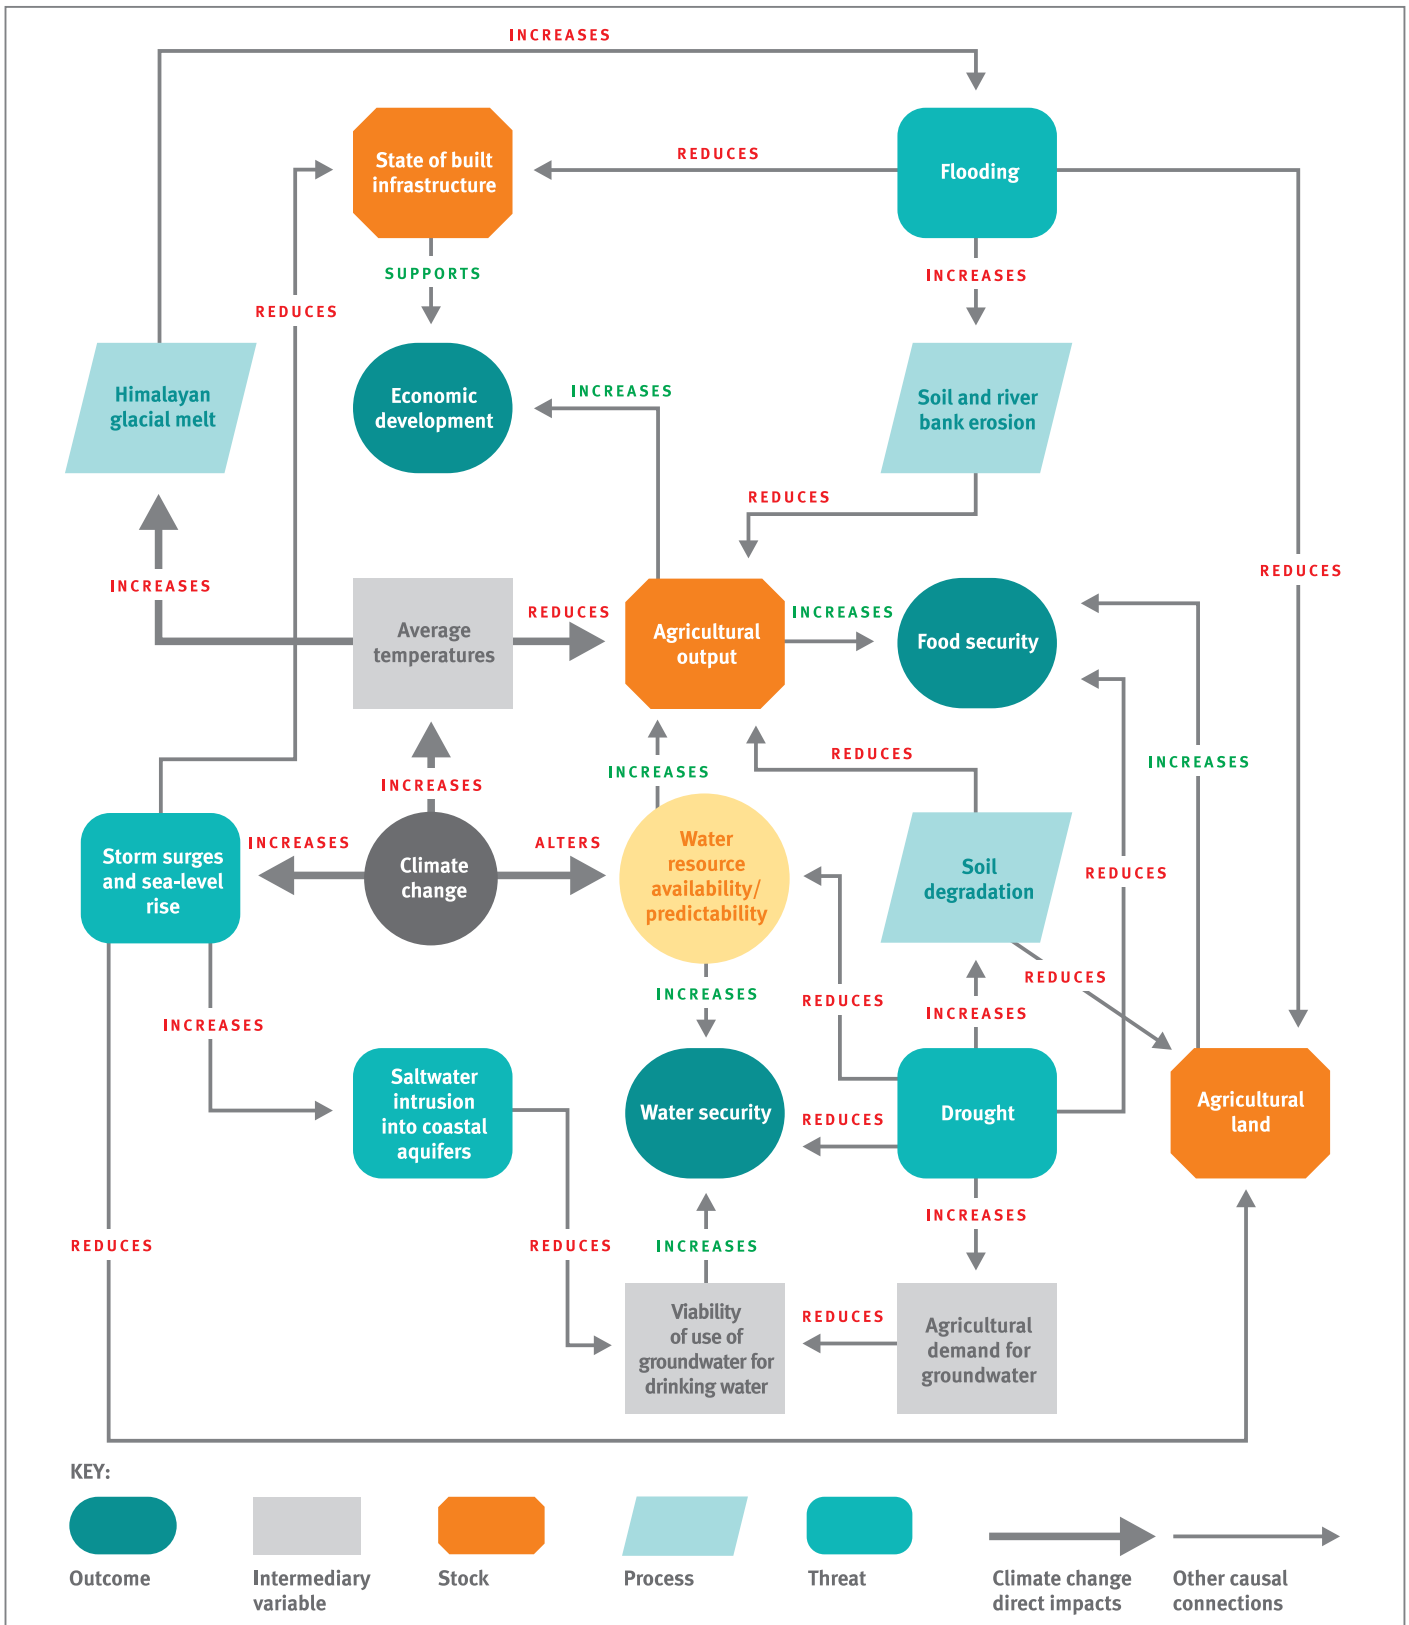 INCREASES
State of built
infrastructure
REDUCES
Flooding
SUPPORTS
INCREASES
REDUCES
Himalayan
glacial melt
Economic
development
INCREASES
Soil and river
bank erosion
REDUCES
INCREASES
REDUCES
Average
temperatures
REDUCES
Agricultural
output
INCREASES
Food security
INCREASES
INCREASES
REDUCES
INCREASES
Storm surges
and sea-level
rise
INCREASES
Climate
change
ALTERS
Water
resource
availability/
predictability
Soil
degradation
REDUCES
INCREASES
REDUCES
REDUCES
INCREASES
INCREASES
Saltwater
intrusion
into coastal
aquifers
Water security
REDUCES
Drought
Agricultural
land
INCREASES
REDUCES
REDUCES
INCREASES
Viability
of use of
groundwater for
drinking water
REDUCES
Agricultural
demand for
groundwater
KEY:
Outcome
Intermediary
variable
Stock
Process
Threat
Climate change
direct impacts
Other causal
connections